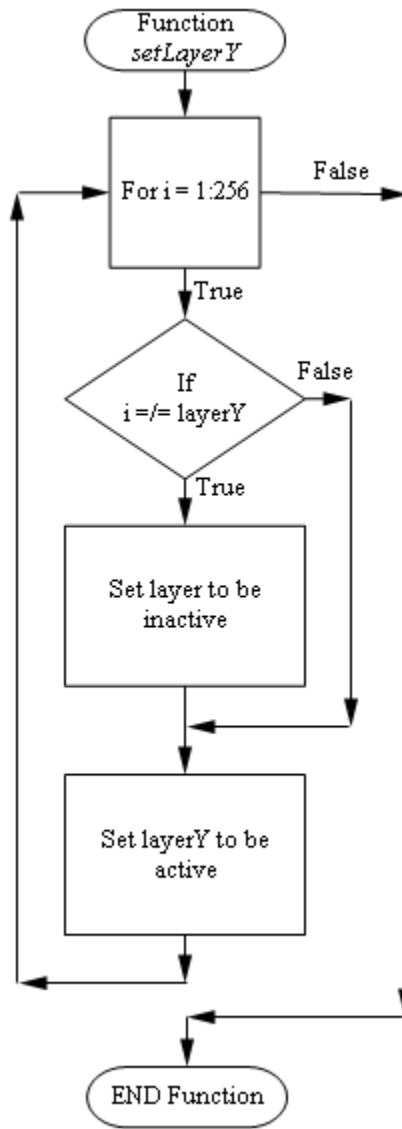 Function
setLayerY
For i = 1:256
False
True
If
i =/= layerY
False
True
Set layer to be
inactive
Set layerY to be
active
END Function